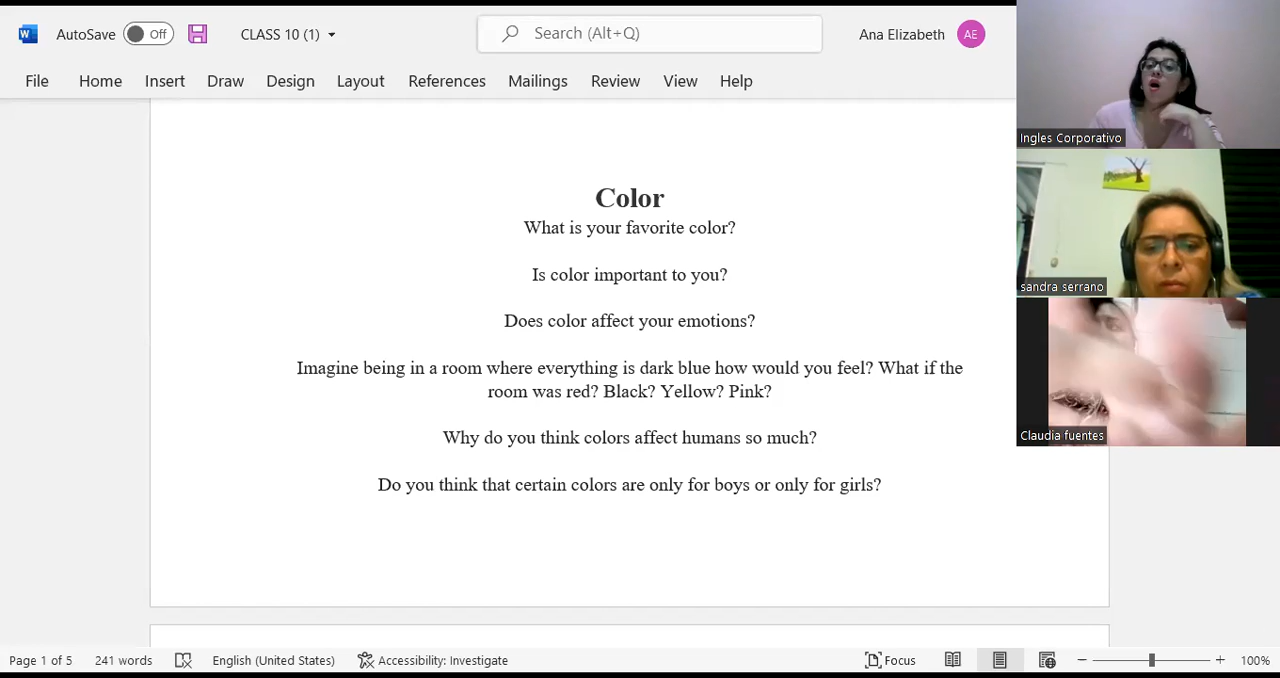 AutoSave Off CLASS 10 (1) Search (Alt+Q) Ana Elizabeth AE
File Home Insert Draw Design Layout References Mailings Review View Help
Color
What is your favorite color?
Is color important to you?
Does color affect your emotions?
Imagine being in a room where everything is dark blue how would you feel? What if the
room was red? Black? Yellow? Pink?
Why do you think colors affect humans so much?
Do you think that certain colors are only for boys or only for girls?
Ingles Corporativo
sandra serrano
Claudia fuentes
Page 1 of 5 241 words English (United States) Accessibility: Investigate Focus 100%